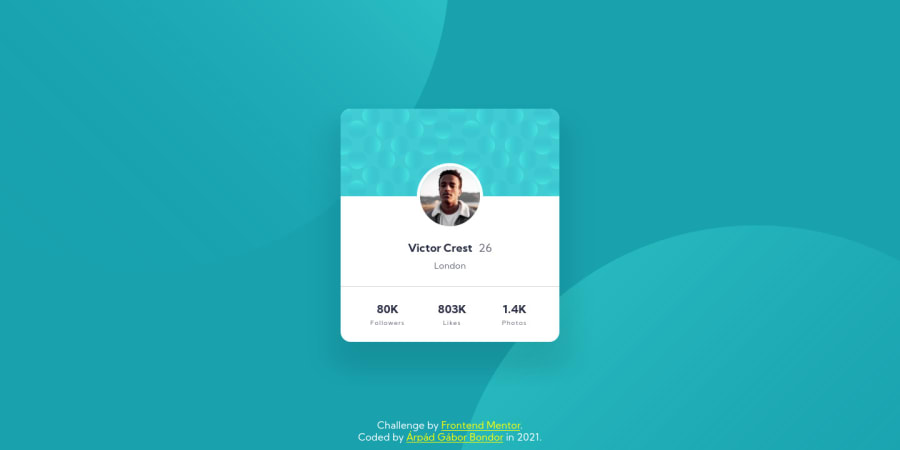 Victor Crest 26
London
80K 803K 1.4K
Followers Likes Photos
Challenge by Frontend Mentor.
Coded by Árpád Gábor Bondor in 2021.